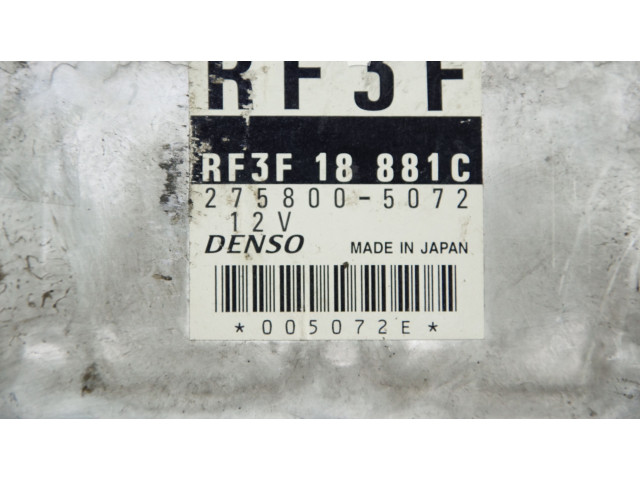 RF3F
RF3F 18 881C
275800-5072
12V
DENSO MADE IN JAPAN
*005072E*